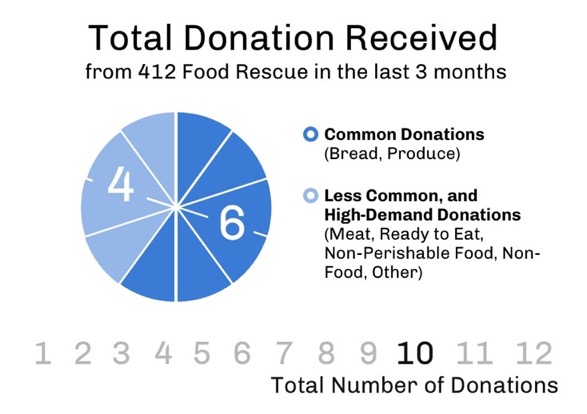 Total Donation Received
from 412 Food Rescue in the last 3 months
4
6
Common Donations
(Bread, Produce)
Less Common, and
High-Demand Donations
(Meat, Ready to Eat,
Non-Perishable Food, Non-
Food, Other)
1 2 3 4 5 6 7 8 9 10 11 12
Total Number of Donations